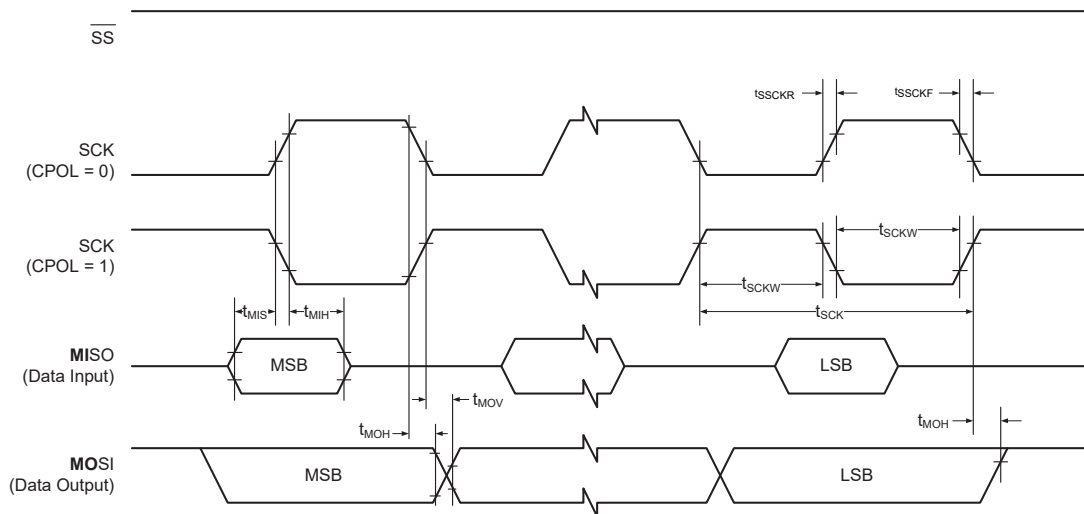 SS
tSSCKR
tSSCKF
SCK
(CPOL = 0)
SCK
(CPOL = 1)
tSCKW
tSCKW
tSCK
tMIS
tMIH
MISO
(Data Input)
MSB
LSB
tMOV
tMOH
tMOH
MOSI
(Data Output)
MSB
LSB